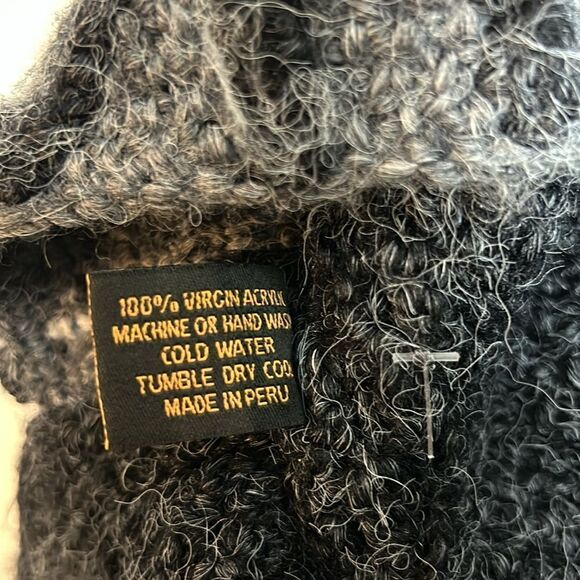 100% VIRGIN ACRYLIC
MACHINE OR HAND WASH
COLD WATER
TUMBLE DRY COOL
MADE IN PERU